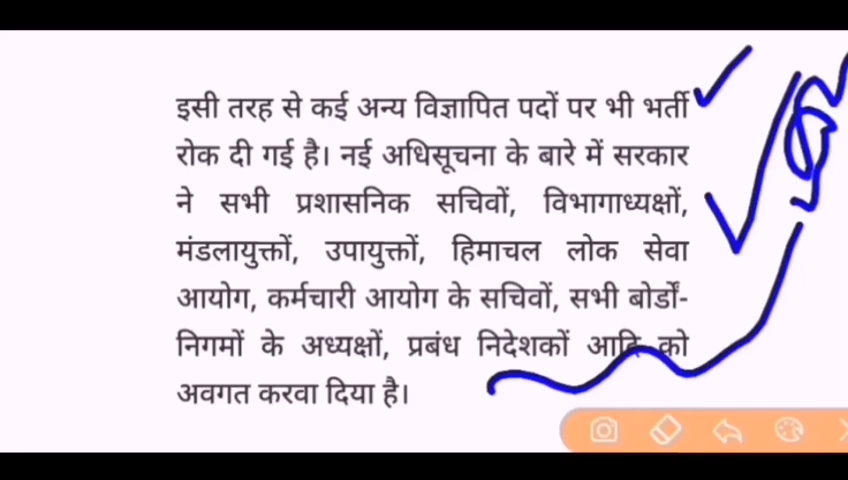 इसी तरह से कई अन्य विज्ञापित पदों पर भी भर्ती
रोक दी गई है। नई अधिसूचना के बारे में सरकार
ने सभी प्रशासनिक सचिवों, विभागाध्यक्षों,
मंडलायुक्तों, उपायुक्तों, हिमाचल लोक सेवा
आयोग, कर्मचारी आयोग के सचिवों, सभी बोर्डों-
निगमों के अध्यक्षों, प्रबंध निदेशकों आदि को
अवगत करवा दिया है।